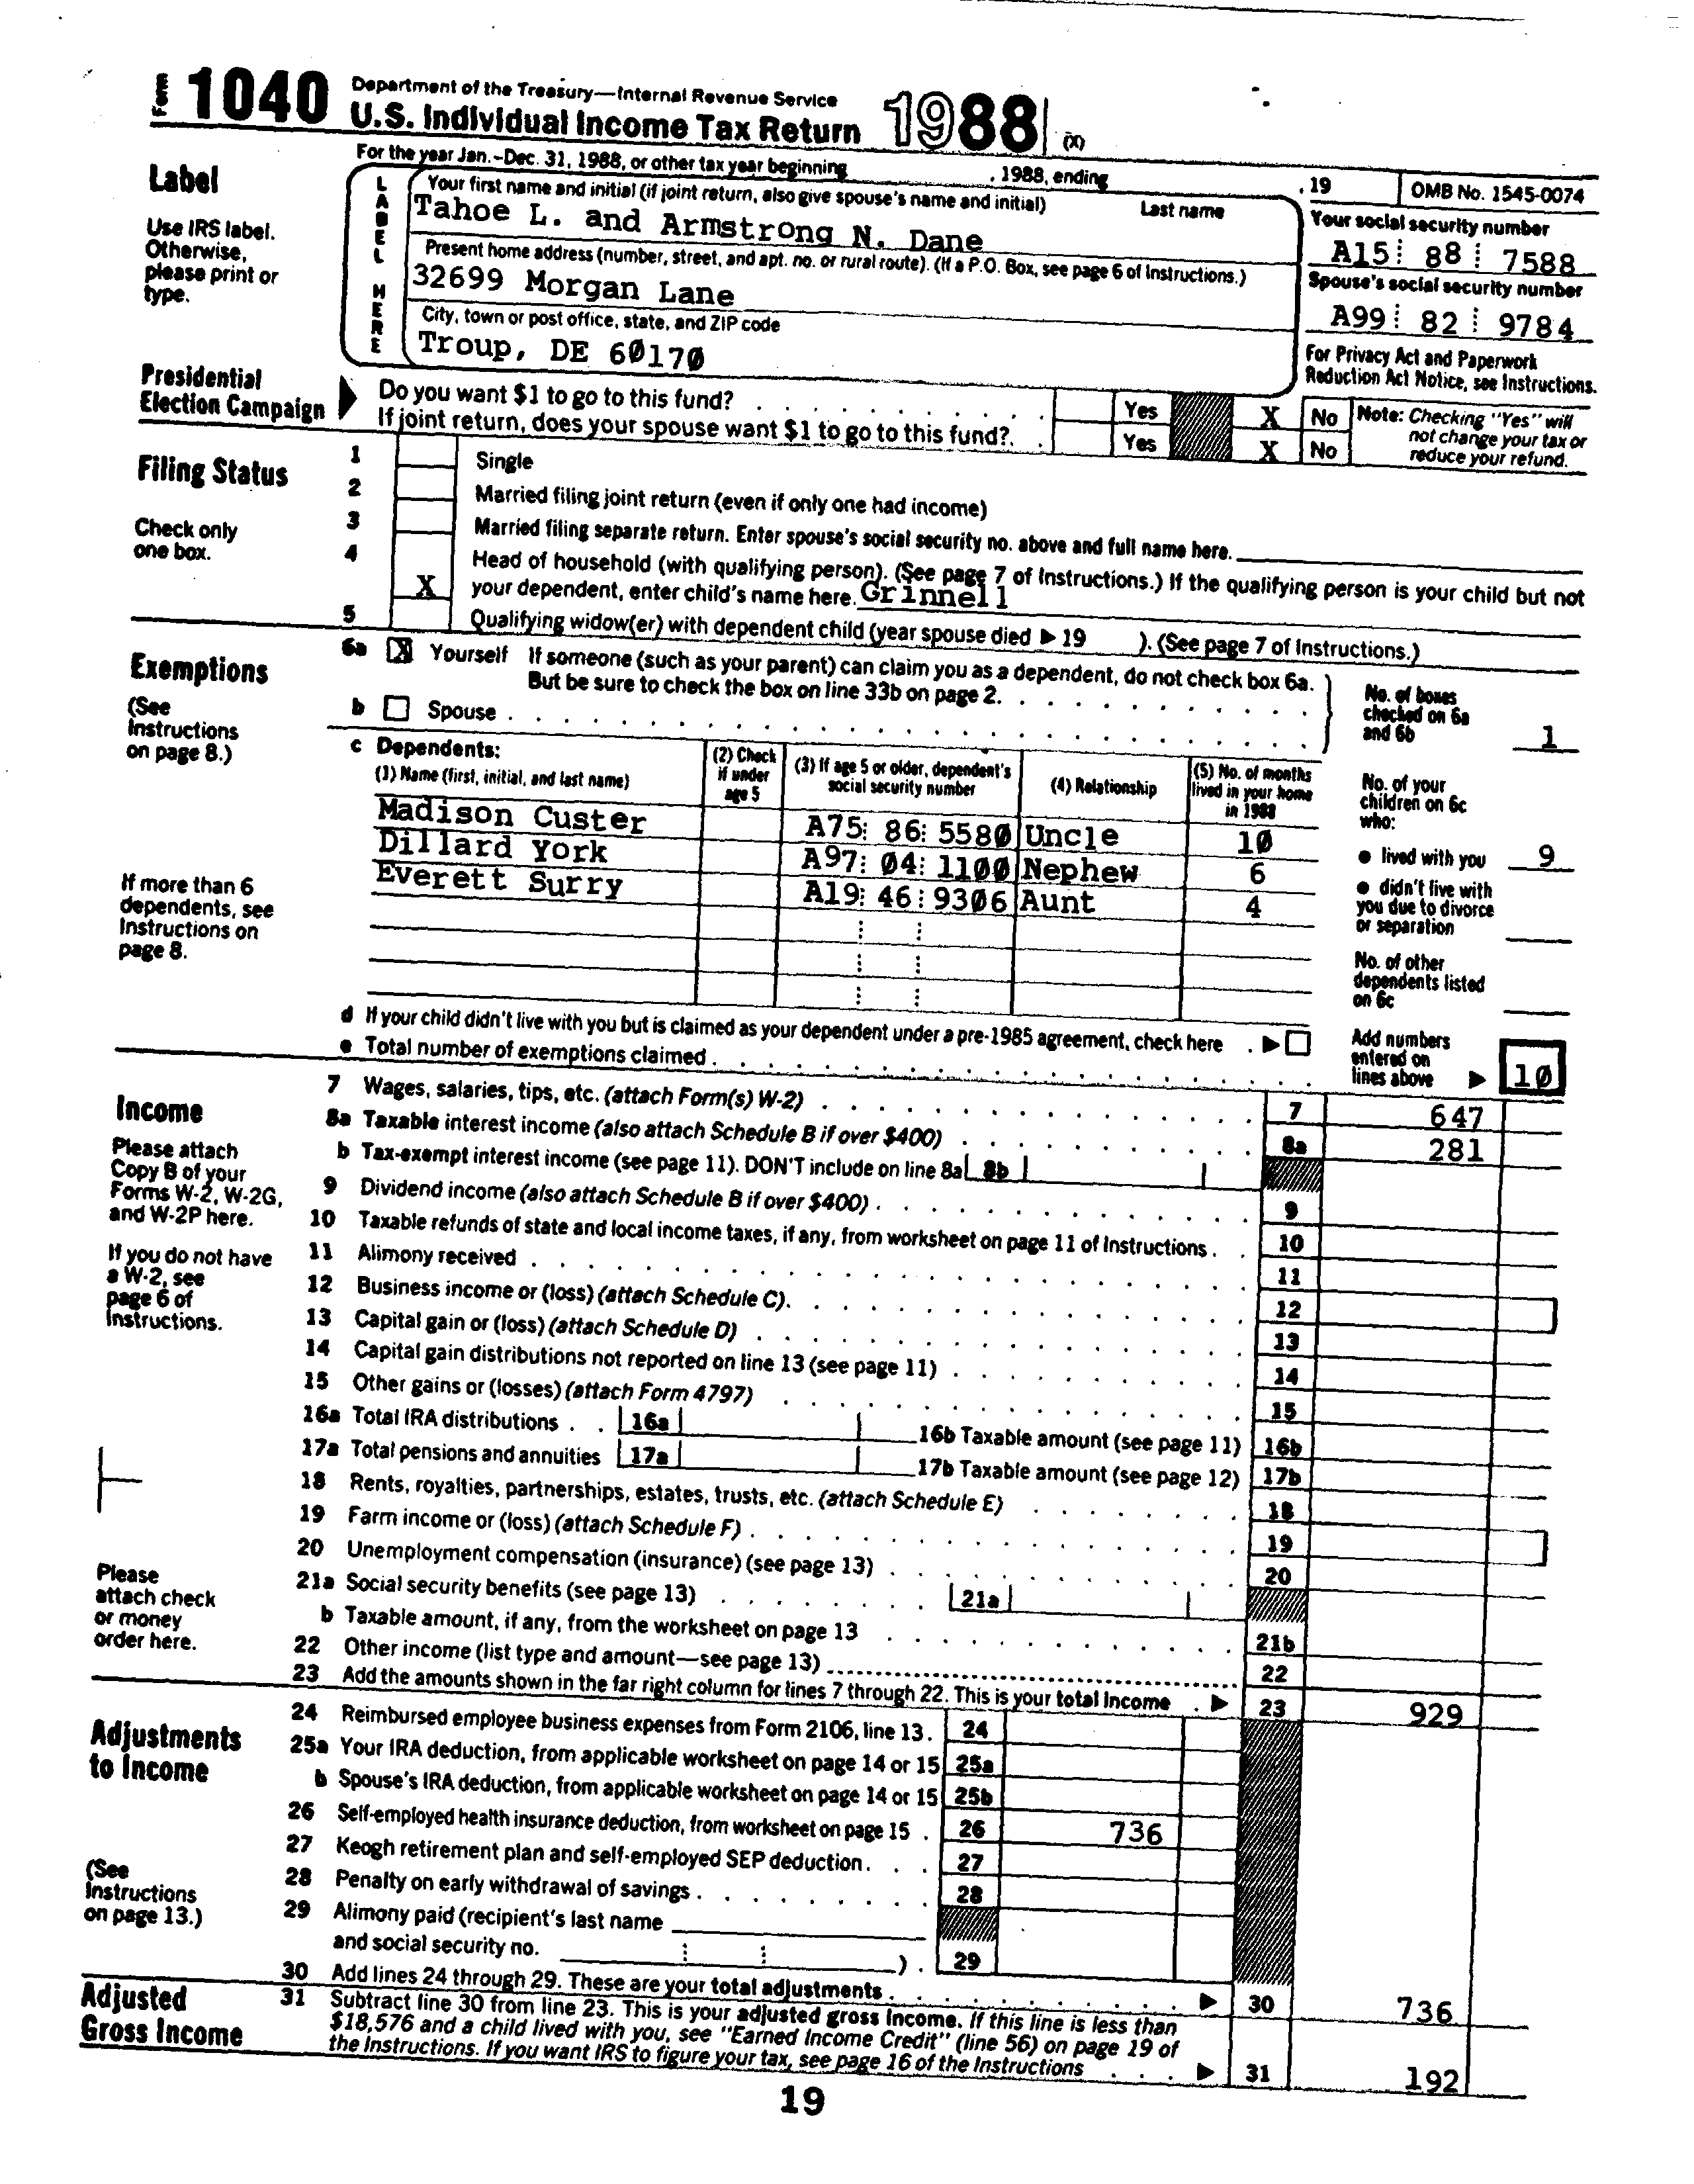 Form 1040 Department of the Treasury—Internal Revenue Service
U.S. Individual Income Tax Return 1988 (X)
For the year Jan.–Dec. 31, 1988, or other tax year beginning , 1988, ending , 19 OMB No. 1545-0074
Label
Use IRS label. Otherwise, please print or type.
LABEL HERE
Your first name and initial (if joint return, also give spouse's name and initial) Last name
Tahoe L. and Armstrong N. Dane
Your social security number
A15 88 7588
Present home address (number, street, and apt. no. or rural route). (If a P.O. Box, see page 6 of Instructions.)
32699 Morgan Lane
Spouse's social security number
A99 82 9784
City, town or post office, state, and ZIP code
Troup, DE 60170
For Privacy Act and Paperwork Reduction Act Notice, see Instructions.
Presidential Election Campaign
Do you want $1 to go to this fund? Yes X No
If joint return, does your spouse want $1 to go to this fund? Yes X No
Note: Checking "Yes" will not change your tax or reduce your refund.
Filing Status
Check only one box.
1 Single
2 Married filing joint return (even if only one had income)
3 Married filing separate return. Enter spouse's social security no. above and full name here.
4 X Head of household (with qualifying person). (See page 7 of Instructions.) If the qualifying person is your child but not
your dependent, enter child's name here. Grinnell
5 Qualifying widow(er) with dependent child (year spouse died ▶ 19 ). (See page 7 of Instructions.)
Exemptions
(See Instructions on page 8.)
6a X Yourself If someone (such as your parent) can claim you as a dependent, do not check box 6a.
But be sure to check the box on line 33b on page 2.
b Spouse
No. of boxes checked on 6a and 6b 1
c Dependents:
(1) Name (first, initial, and last name) (2) Check if under age 5 (3) If age 5 or older, dependent's social security number (4) Relationship (5) No. of months lived in your home in 1988
Madison Custer A75 86 5580 Uncle 10
Dillard York A97 04 1100 Nephew 6
Everett Surry A19 46 9306 Aunt 4
If more than 6 dependents, see Instructions on page 8.
No. of your children on 6c who:
● lived with you 9
● didn't live with you due to divorce or separation
No. of other dependents listed on 6c
d If your child didn't live with you but is claimed as your dependent under a pre-1985 agreement, check here ▶
e Total number of exemptions claimed
Add numbers entered on lines above ▶ 10
Income
Please attach Copy B of your Forms W-2, W-2G, and W-2P here.
If you do not have a W-2, see page 6 of Instructions.
Please attach check or money order here.
7 Wages, salaries, tips, etc. (attach Form(s) W-2) 7 647
8a Taxable interest income (also attach Schedule B if over $400) 8a 281
b Tax-exempt interest income (see page 11). DON'T include on line 8a 8b
9 Dividend income (also attach Schedule B if over $400) 9
10 Taxable refunds of state and local income taxes, if any, from worksheet on page 11 of Instructions 10
11 Alimony received 11
12 Business income or (loss) (attach Schedule C) 12
13 Capital gain or (loss) (attach Schedule D) 13
14 Capital gain distributions not reported on line 13 (see page 11) 14
15 Other gains or (losses) (attach Form 4797) 15
16a Total IRA distributions 16a 16b Taxable amount (see page 11) 16b
17a Total pensions and annuities 17a 17b Taxable amount (see page 12) 17b
18 Rents, royalties, partnerships, estates, trusts, etc. (attach Schedule E) 18
19 Farm income or (loss) (attach Schedule F) 19
20 Unemployment compensation (insurance) (see page 13) 20
21a Social security benefits (see page 13) 21a
b Taxable amount, if any, from the worksheet on page 13 21b
22 Other income (list type and amount—see page 13) 22
23 Add the amounts shown in the far right column for lines 7 through 22. This is your total income ▶ 23 929
Adjustments to Income
(See Instructions on page 13.)
24 Reimbursed employee business expenses from Form 2106, line 13. 24
25a Your IRA deduction, from applicable worksheet on page 14 or 15 25a
b Spouse's IRA deduction, from applicable worksheet on page 14 or 15 25b
26 Self-employed health insurance deduction, from worksheet on page 15 26 736
27 Keogh retirement plan and self-employed SEP deduction 27
28 Penalty on early withdrawal of savings 28
29 Alimony paid (recipient's last name
and social security no. ) 29
30 Add lines 24 through 29. These are your total adjustments ▶ 30 736
Adjusted Gross Income
31 Subtract line 30 from line 23. This is your adjusted gross income. If this line is less than
$18,576 and a child lived with you, see "Earned Income Credit" (line 56) on page 19 of
the Instructions. If you want IRS to figure your tax, see page 16 of the Instructions ▶ 31 192
19